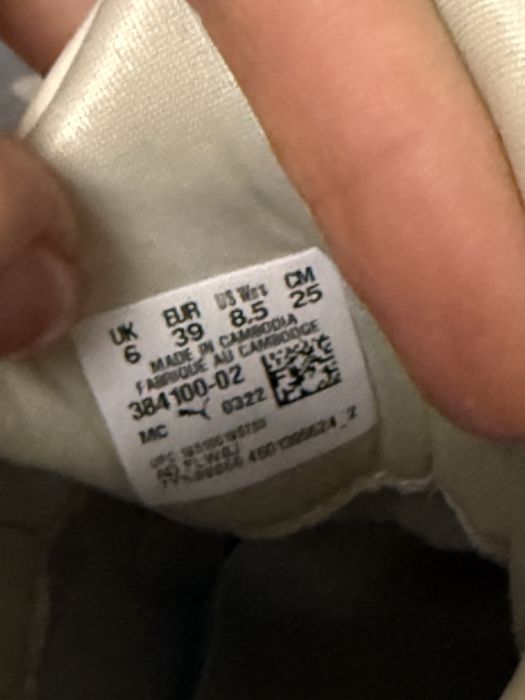 UK EUR US Wns CM
6 39 8.5 25
MADE IN CAMBODIA
FABRIQUE AU CAMBODGE
384100-02
MC 0322